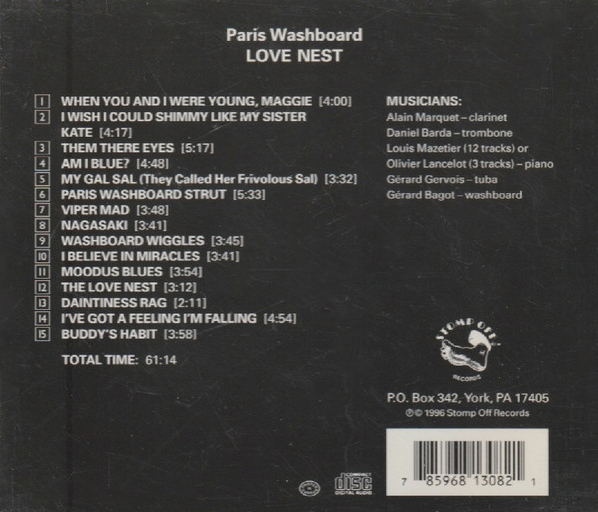 Paris Washboard
LOVE NEST
1 WHEN YOU AND I WERE YOUNG, MAGGIE [4:00]
2 I WISH I COULD SHIMMY LIKE MY SISTER
KATE [4:17]
3 THEM THERE EYES [5:17]
4 AM I BLUE? [4:48]
5 MY GAL SAL (They Called Her Frivolous Sal) [3:32]
6 PARIS WASHBOARD STRUT [5:33]
7 VIPER MAD [3:48]
8 NAGASAKI [3:41]
9 WASHBOARD WIGGLES [3:45]
10 I BELIEVE IN MIRACLES [3:41]
11 MOODUS BLUES [3:54]
12 THE LOVE NEST [3:12]
13 DAINTINESS RAG [2:11]
14 I'VE GOT A FEELING I'M FALLING [4:54]
15 BUDDY'S HABIT [3:58]
TOTAL TIME: 61:14
MUSICIANS:
Alain Marquet – clarinet
Daniel Barda – trombone
Louis Mazetier (12 tracks) or
Olivier Lancelot (3 tracks) – piano
Gérard Gervois – tuba
Gérard Bagot – washboard
STOMP OFF
RECORDS
P.O. Box 342, York, PA 17405
℗© 1996 Stomp Off Records
7 85968 13082 1
COMPACT
disc
DIGITAL AUDIO